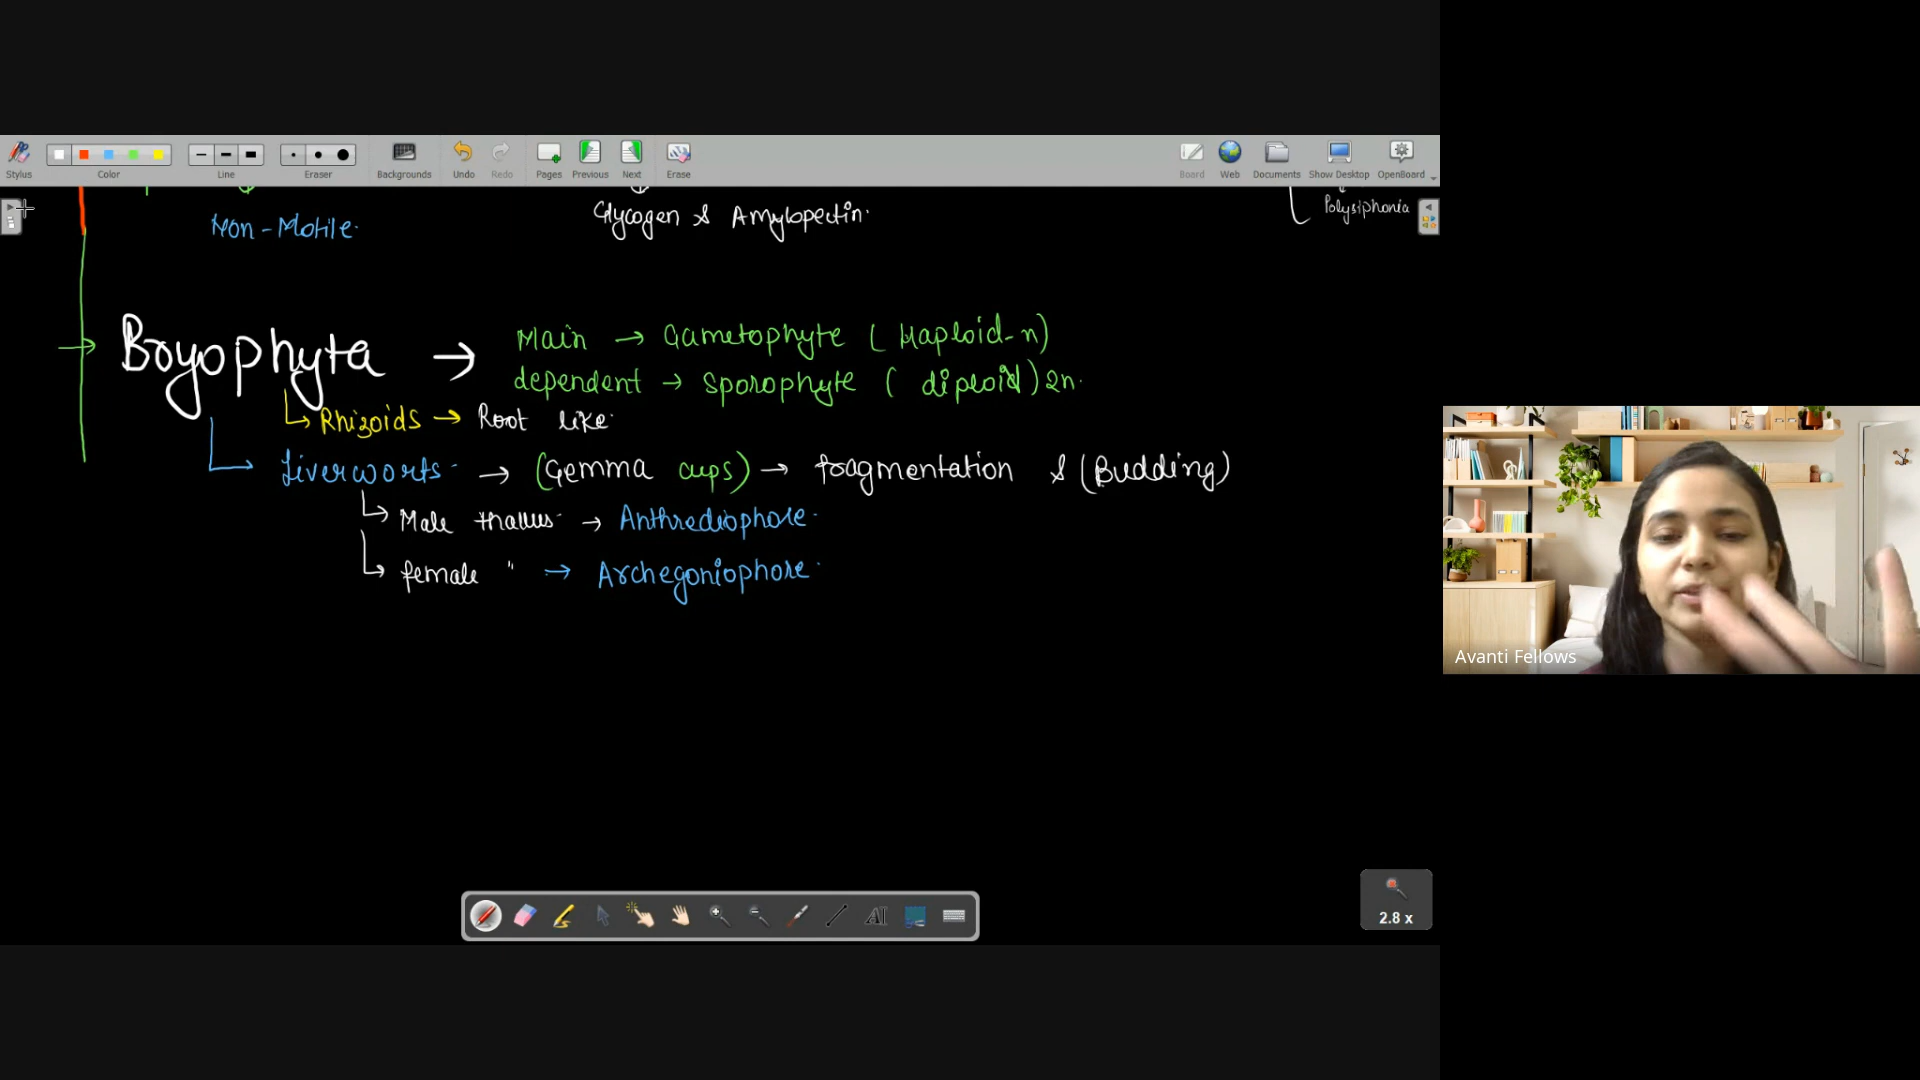 Stylus
Color
Line
Eraser
Backgrounds
Undo
Redo
Pages
Previous
Next
Erase
Board
Web
Documents
Show Desktop
OpenBoard
Non-Motile.
Glycogen & Amylopectin.
Polysiphonia
Boyophyta → Main → Gametophyte (Haploid-n)
dependent → Sporophyte (diploid) 2n.
Rhizoids → Root like.
Liverworts. → (Gemma cups) → fragmentation & (Budding)
Male thallus. → Anthrediophore.
female " → Archegoniophore.
Avanti Fellows
2.8 x